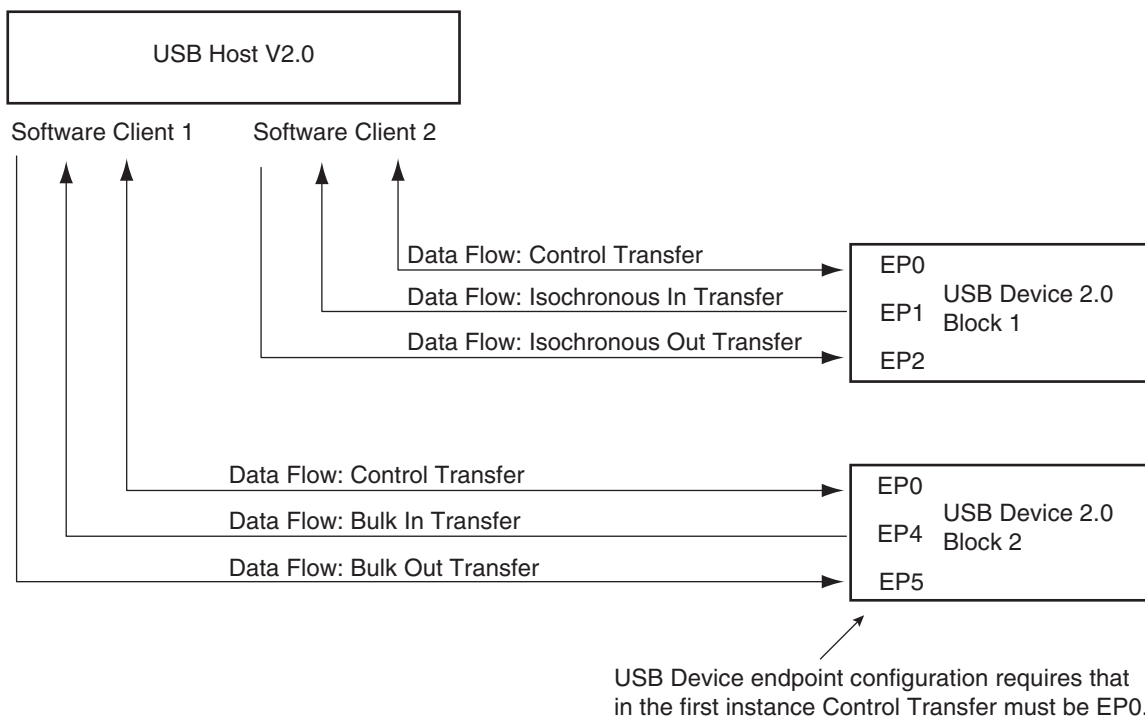 USB Host V2.0
Software Client 1
Software Client 2
Data Flow: Control Transfer
Data Flow: Isochronous In Transfer
Data Flow: Isochronous Out Transfer
EP0
EP1
EP2
USB Device 2.0
Block 1
Data Flow: Control Transfer
Data Flow: Bulk In Transfer
Data Flow: Bulk Out Transfer
EP0
EP4
EP5
USB Device 2.0
Block 2
USB Device endpoint configuration requires that
in the first instance Control Transfer must be EP0.